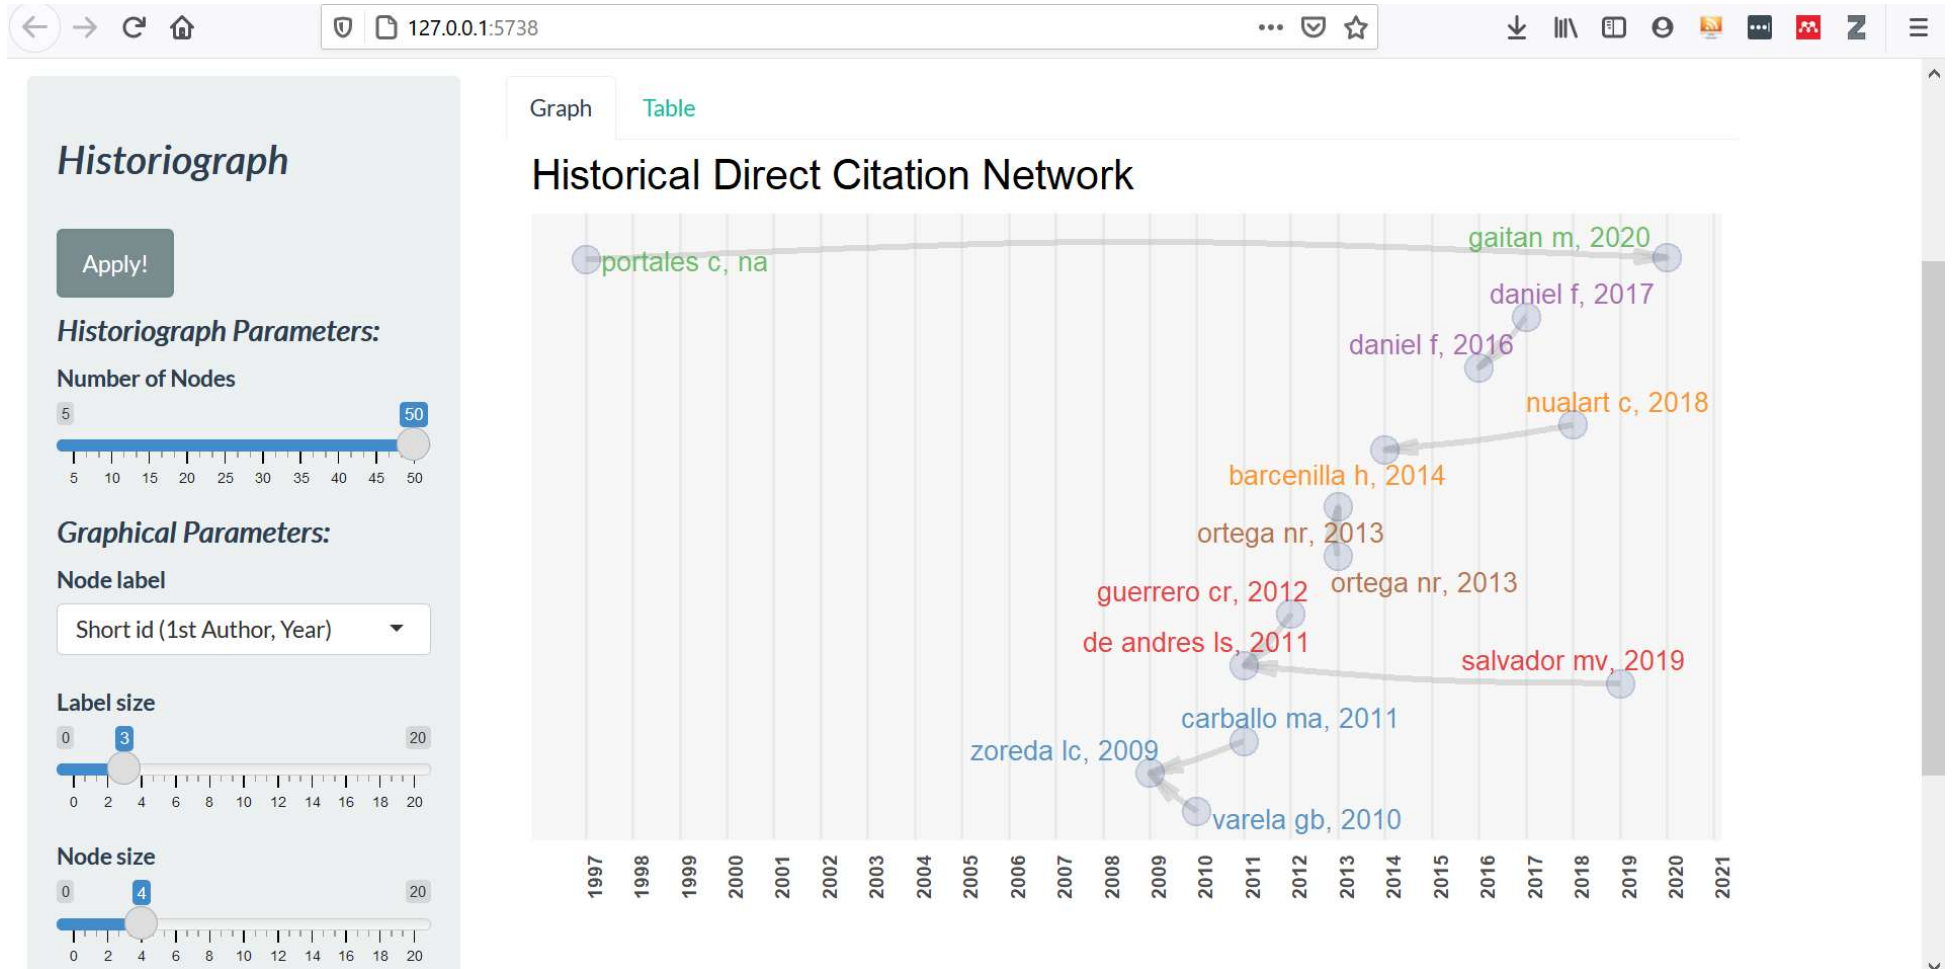 127.0.0.1:5738
Historiograph
Apply!
Historiograph Parameters:
Number of Nodes
5 50
5 10 15 20 25 30 35 40 45 50
Graphical Parameters:
Node label
Short id (1st Author, Year)
Label size
0 3 20
0 2 4 6 8 10 12 14 16 18 20
Node size
0 4 20
0 2 4 6 8 10 12 14 16 18 20
Graph Table
Historical Direct Citation Network
gaitan m, 2020
portales c, na
daniel f, 2017
daniel f, 2016
nualart c, 2018
barcenilla h, 2014
ortega nr, 2013
ortega nr, 2013
guerrero cr, 2012
de andres ls, 2011
salvador mv, 2019
carballo ma, 2011
zoreda lc, 2009
varela gb, 2010
1997 1998 1999 2000 2001 2002 2003 2004 2005 2006 2007 2008 2009 2010 2011 2012 2013 2014 2015 2016 2017 2018 2019 2020 2021